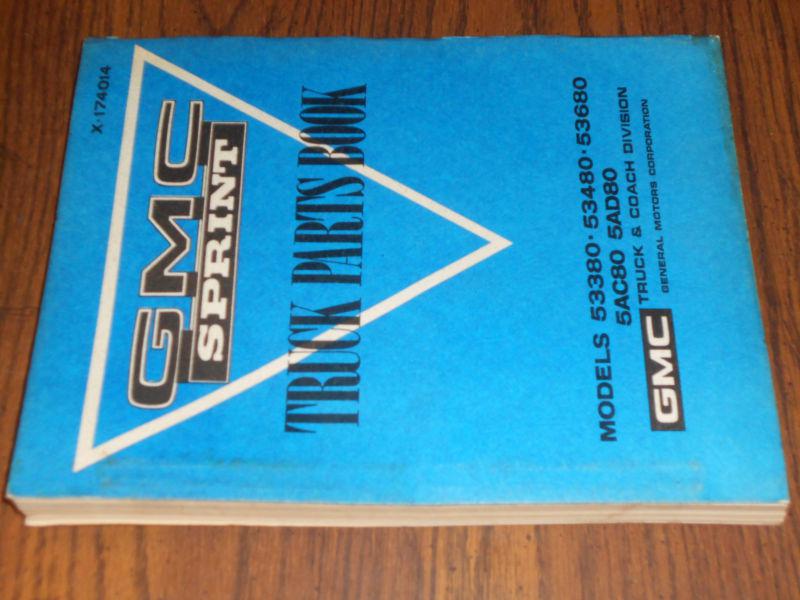 X-174014
GMC
SPRINT
TRUCK PARTS BOOK
MODELS 53380 · 53480 · 53680
5AC80 5AD80
GMC TRUCK & COACH DIVISION
GENERAL MOTORS CORPORATION